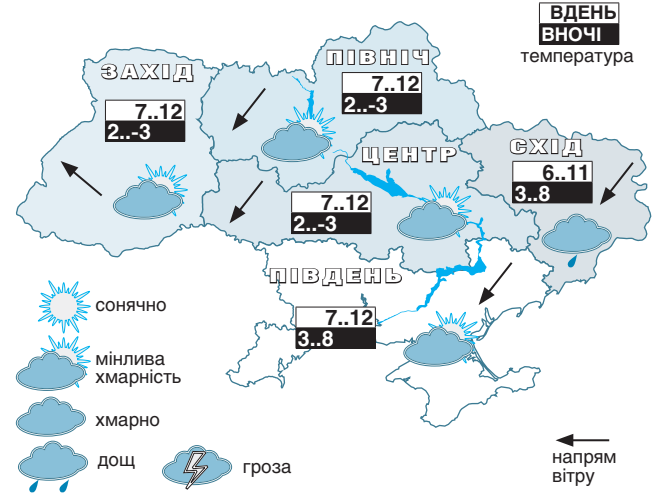 ВДЕНЬ
ВНОЧІ
температура
ЗАХІД
7..12
2..-3
ПІВНІЧ
7..12
2..-3
ЦЕНТР
7..12
2..-3
СХІД
6..11
3..8
ПІВДЕНЬ
7..12
3..8
сонячно
мінлива
хмарність
хмарно
дощ
гроза
напрям
вітру